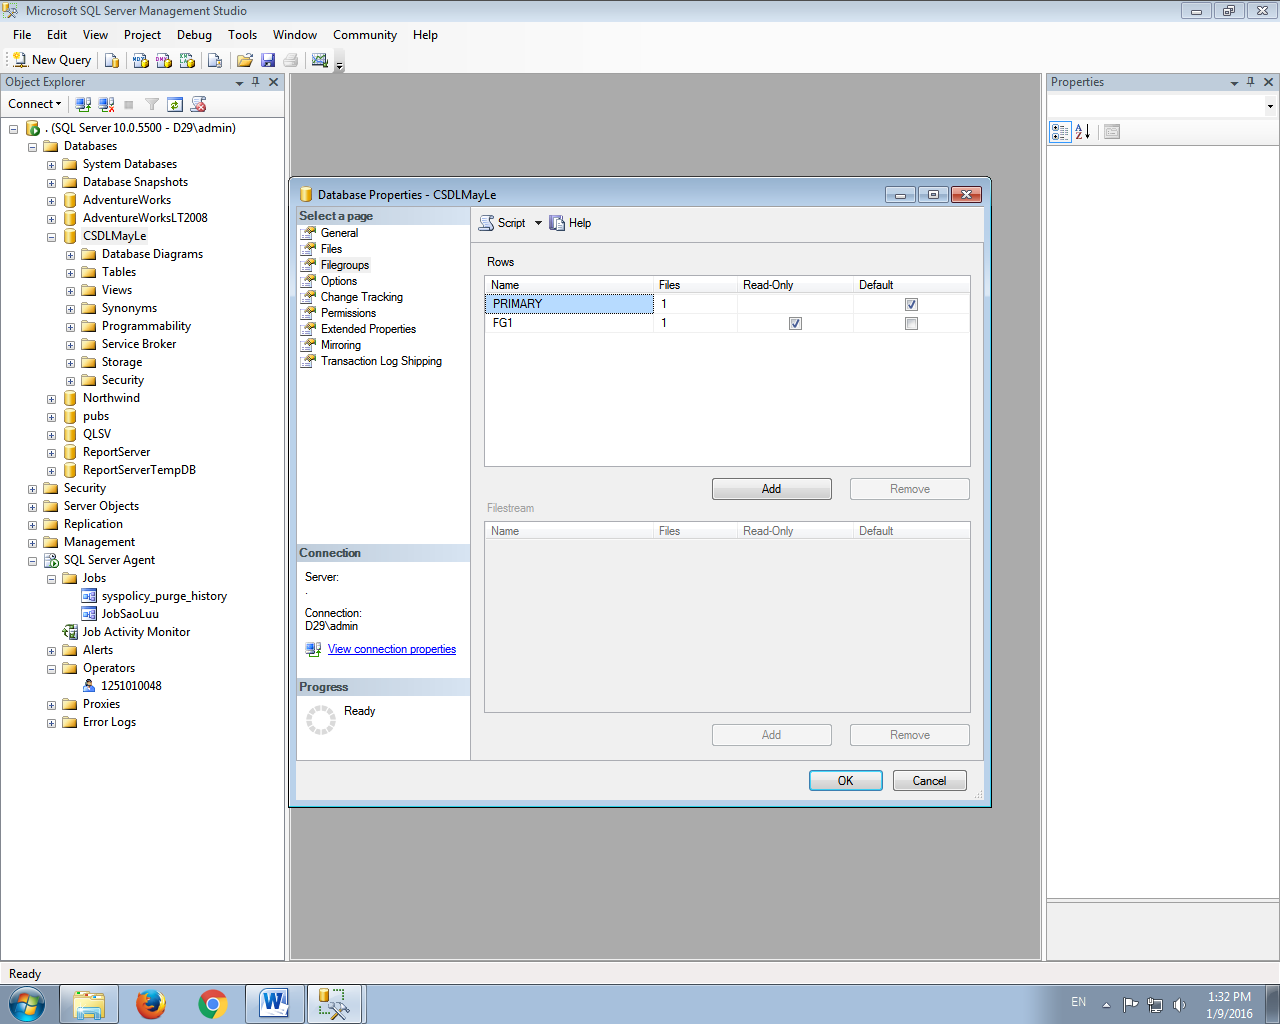 Microsoft SQL Server Management Studio
File Edit View Project Debug Tools Window Community Help
New Query
Object Explorer
Connect
. (SQL Server 10.0.5500 - D29\admin)
Databases
System Databases
Database Snapshots
AdventureWorks
AdventureWorksLT2008
CSDLMayLe
Database Diagrams
Tables
Views
Synonyms
Programmability
Service Broker
Storage
Security
Northwind
pubs
QLSV
ReportServer
ReportServerTempDB
Security
Server Objects
Replication
Management
SQL Server Agent
Jobs
syspolicy_purge_history
JobSaoLuu
Job Activity Monitor
Alerts
Operators
1251010048
Proxies
Error Logs
Database Properties - CSDLMayLe
Select a page
General
Files
Filegroups
Options
Change Tracking
Permissions
Extended Properties
Mirroring
Transaction Log Shipping
Connection
Server:
.
Connection:
D29\admin
View connection properties
Progress
Ready
Script Help
Rows
Name Files Read-Only Default
PRIMARY 1
FG1 1
Add Remove
Filestream
Name Files Read-Only Default
Add Remove
OK Cancel
Properties
Ready
EN
1:32 PM
1/9/2016